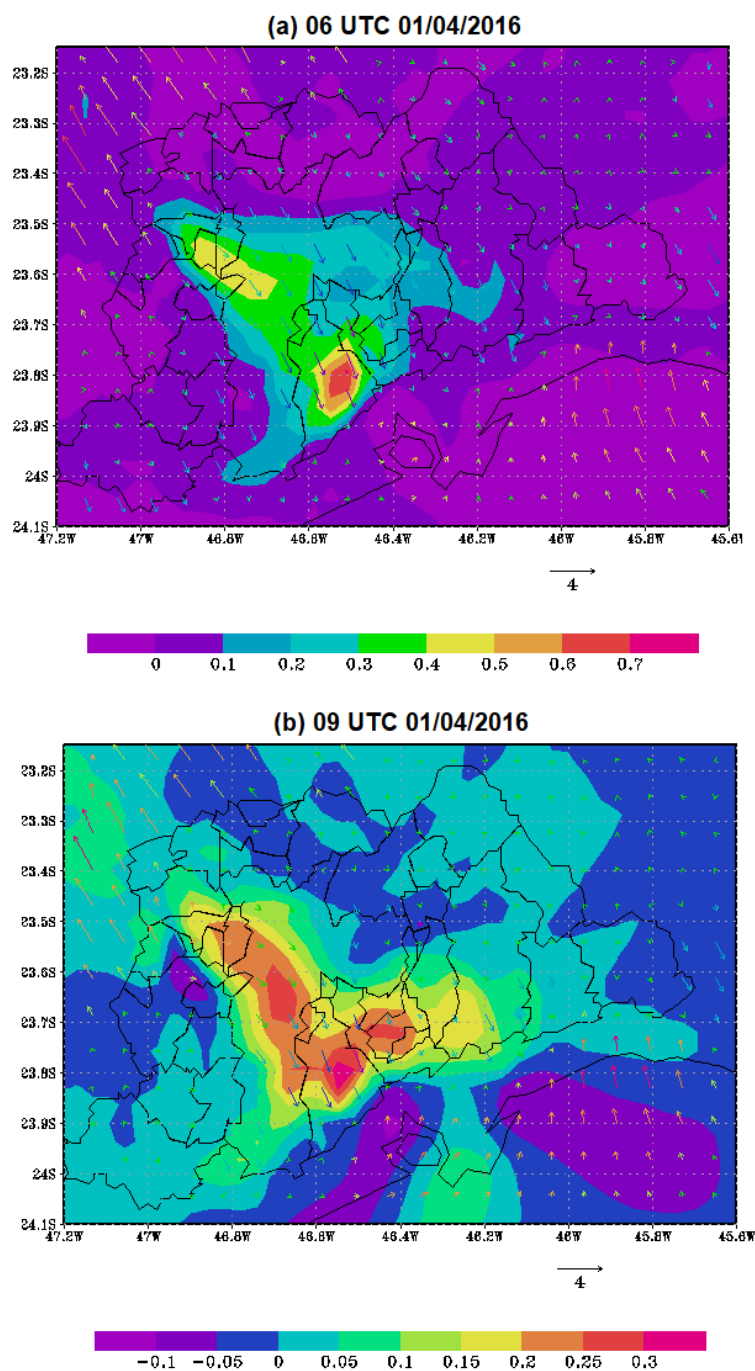 (a) 06 UTC 01/04/2016
23.2S
23.3S
23.4S
23.5S
23.6S
23.7S
23.8S
23.9S
24S
24.1S
47.2W 47W 46.8W 46.6W 46.4W 46.2W 46W 45.8W 45.61
4
0 0.1 0.2 0.3 0.4 0.5 0.6 0.7
(b) 09 UTC 01/04/2016
23.2S
23.3S
23.4S
23.5S
23.6S
23.7S
23.8S
23.9S
24S
24.1S
47.2W 47W 46.8W 46.6W 46.4W 46.2W 46W 45.8W 45.6W
4
-0.1 -0.05 0 0.05 0.1 0.15 0.2 0.25 0.3